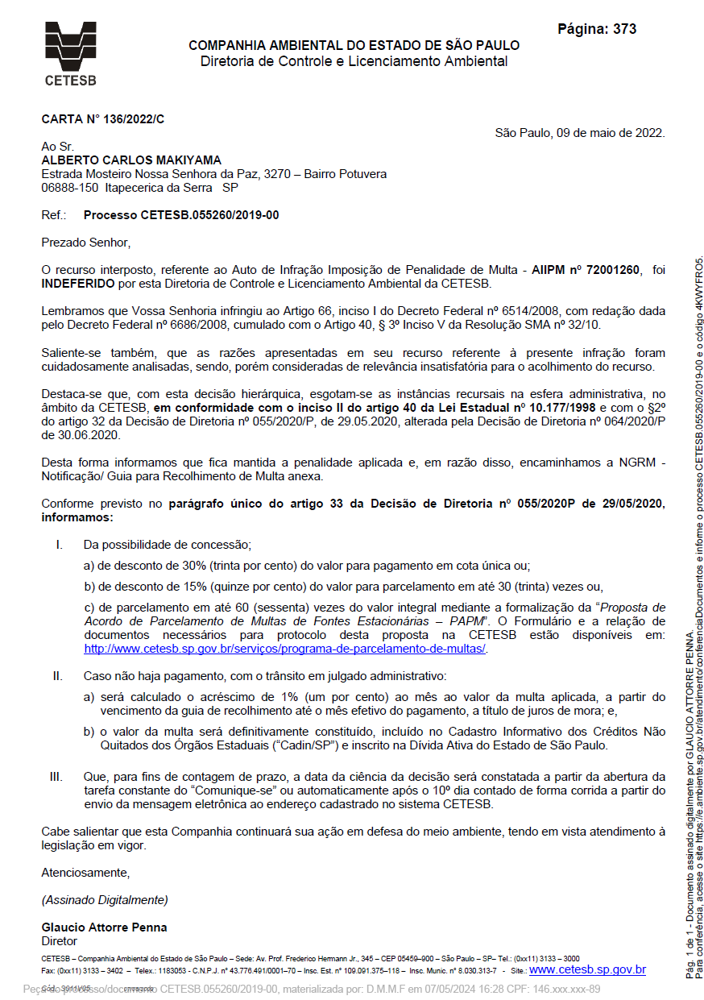 Página: 373
CETESB
COMPANHIA AMBIENTAL DO ESTADO DE SÃO PAULO
Diretoria de Controle e Licenciamento Ambiental
CARTA N° 136/2022/C
São Paulo, 09 de maio de 2022.
Ao Sr.
ALBERTO CARLOS MAKIYAMA
Estrada Mosteiro Nossa Senhora da Paz, 3270 – Bairro Potuvera
06888-150 Itapecerica da Serra SP
Ref.: Processo CETESB.055260/2019-00
Prezado Senhor,
O recurso interposto, referente ao Auto de Infração Imposição de Penalidade de Multa - AIIPM nº 72001260, foi
INDEFERIDO por esta Diretoria de Controle e Licenciamento Ambiental da CETESB.
Lembramos que Vossa Senhoria infringiu ao Artigo 66, inciso I do Decreto Federal nº 6514/2008, com redação dada
pelo Decreto Federal nº 6686/2008, cumulado com o Artigo 40, § 3º Inciso V da Resolução SMA nº 32/10.
Saliente-se também, que as razões apresentadas em seu recurso referente à presente infração foram
cuidadosamente analisadas, sendo, porém consideradas de relevância insatisfatória para o acolhimento do recurso.
Destaca-se que, com esta decisão hierárquica, esgotam-se as instâncias recursais na esfera administrativa, no
âmbito da CETESB, em conformidade com o inciso II do artigo 40 da Lei Estadual nº 10.177/1998 e com o §2º
do artigo 32 da Decisão de Diretoria nº 055/2020/P, de 29.05.2020, alterada pela Decisão de Diretoria nº 064/2020/P
de 30.06.2020.
Desta forma informamos que fica mantida a penalidade aplicada e, em razão disso, encaminhamos a NGRM -
Notificação/ Guia para Recolhimento de Multa anexa.
Conforme previsto no parágrafo único do artigo 33 da Decisão de Diretoria nº 055/2020P de 29/05/2020,
informamos:
I. Da possibilidade de concessão;
a) de desconto de 30% (trinta por cento) do valor para pagamento em cota única ou;
b) de desconto de 15% (quinze por cento) do valor para parcelamento em até 30 (trinta) vezes ou,
c) de parcelamento em até 60 (sessenta) vezes do valor integral mediante a formalização da “Proposta de
Acordo de Parcelamento de Multas de Fontes Estacionárias – PAPM”. O Formulário e a relação de
documentos necessários para protocolo desta proposta na CETESB estão disponíveis em:
http://www.cetesb.sp.gov.br/serviços/programa-de-parcelamento-de-multas/.
II. Caso não haja pagamento, com o trânsito em julgado administrativo:
a) será calculado o acréscimo de 1% (um por cento) ao mês ao valor da multa aplicada, a partir do
vencimento da guia de recolhimento até o mês efetivo do pagamento, a título de juros de mora; e,
b) o valor da multa será definitivamente constituído, incluído no Cadastro Informativo dos Créditos Não
Quitados dos Órgãos Estaduais (“Cadin/SP”) e inscrito na Dívida Ativa do Estado de São Paulo.
III. Que, para fins de contagem de prazo, a data da ciência da decisão será constatada a partir da abertura da
tarefa constante do “Comunique-se” ou automaticamente após o 10º dia contado de forma corrida a partir do
envio da mensagem eletrônica ao endereço cadastrado no sistema CETESB.
Cabe salientar que esta Companhia continuará sua ação em defesa do meio ambiente, tendo em vista atendimento à
legislação em vigor.
Atenciosamente,
(Assinado Digitalmente)
Glaucio Attorre Penna
Diretor
CETESB – Companhia Ambiental do Estado de São Paulo – Sede: Av. Prof. Frederico Hermann Jr., 345 – CEP 05459–900 – São Paulo – SP– Tel.: (0xx11) 3133 – 3000
Fax: (0xx11) 3133 – 3402 – Telex.: 1183053 - C.N.P.J. n° 43.776.491/0001–70 – Insc. Est. n° 109.091.375–118 – Insc. Munic. n° 8.030.313-7 - Site.: www.cetesb.sp.gov.br
Peça do processo/documento CETESB.055260/2019-00, materializada por: D.M.M.F em 07/05/2024 16:28 CPF: 146.xxx.xxx-89
Pág. 1 de 1 - Documento assinado digitalmente por GLAUCIO ATTORRE PENNA.
Para conferência, acesse o site https://e.ambiente.sp.gov.br/atendimento/conferenciaDocumentos e informe o processo CETESB.055260/2019-00 e o código 4KWYFRO5.